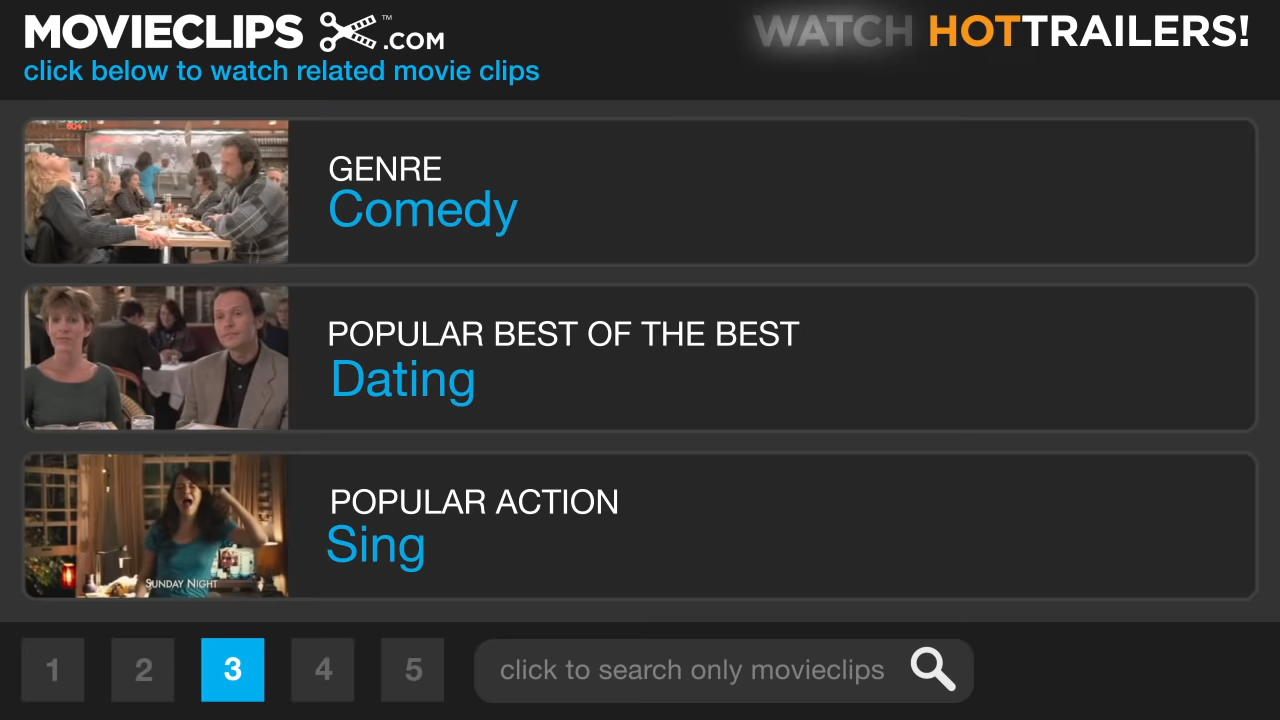 MOVIECLIPS ™ .COM
WATCH HOTTRAILERS!
click below to watch related movie clips
GENRE
Comedy
POPULAR BEST OF THE BEST
Dating
POPULAR ACTION
Sing
SUNDAY NIGHT
1 2 3 4 5
click to search only movieclips